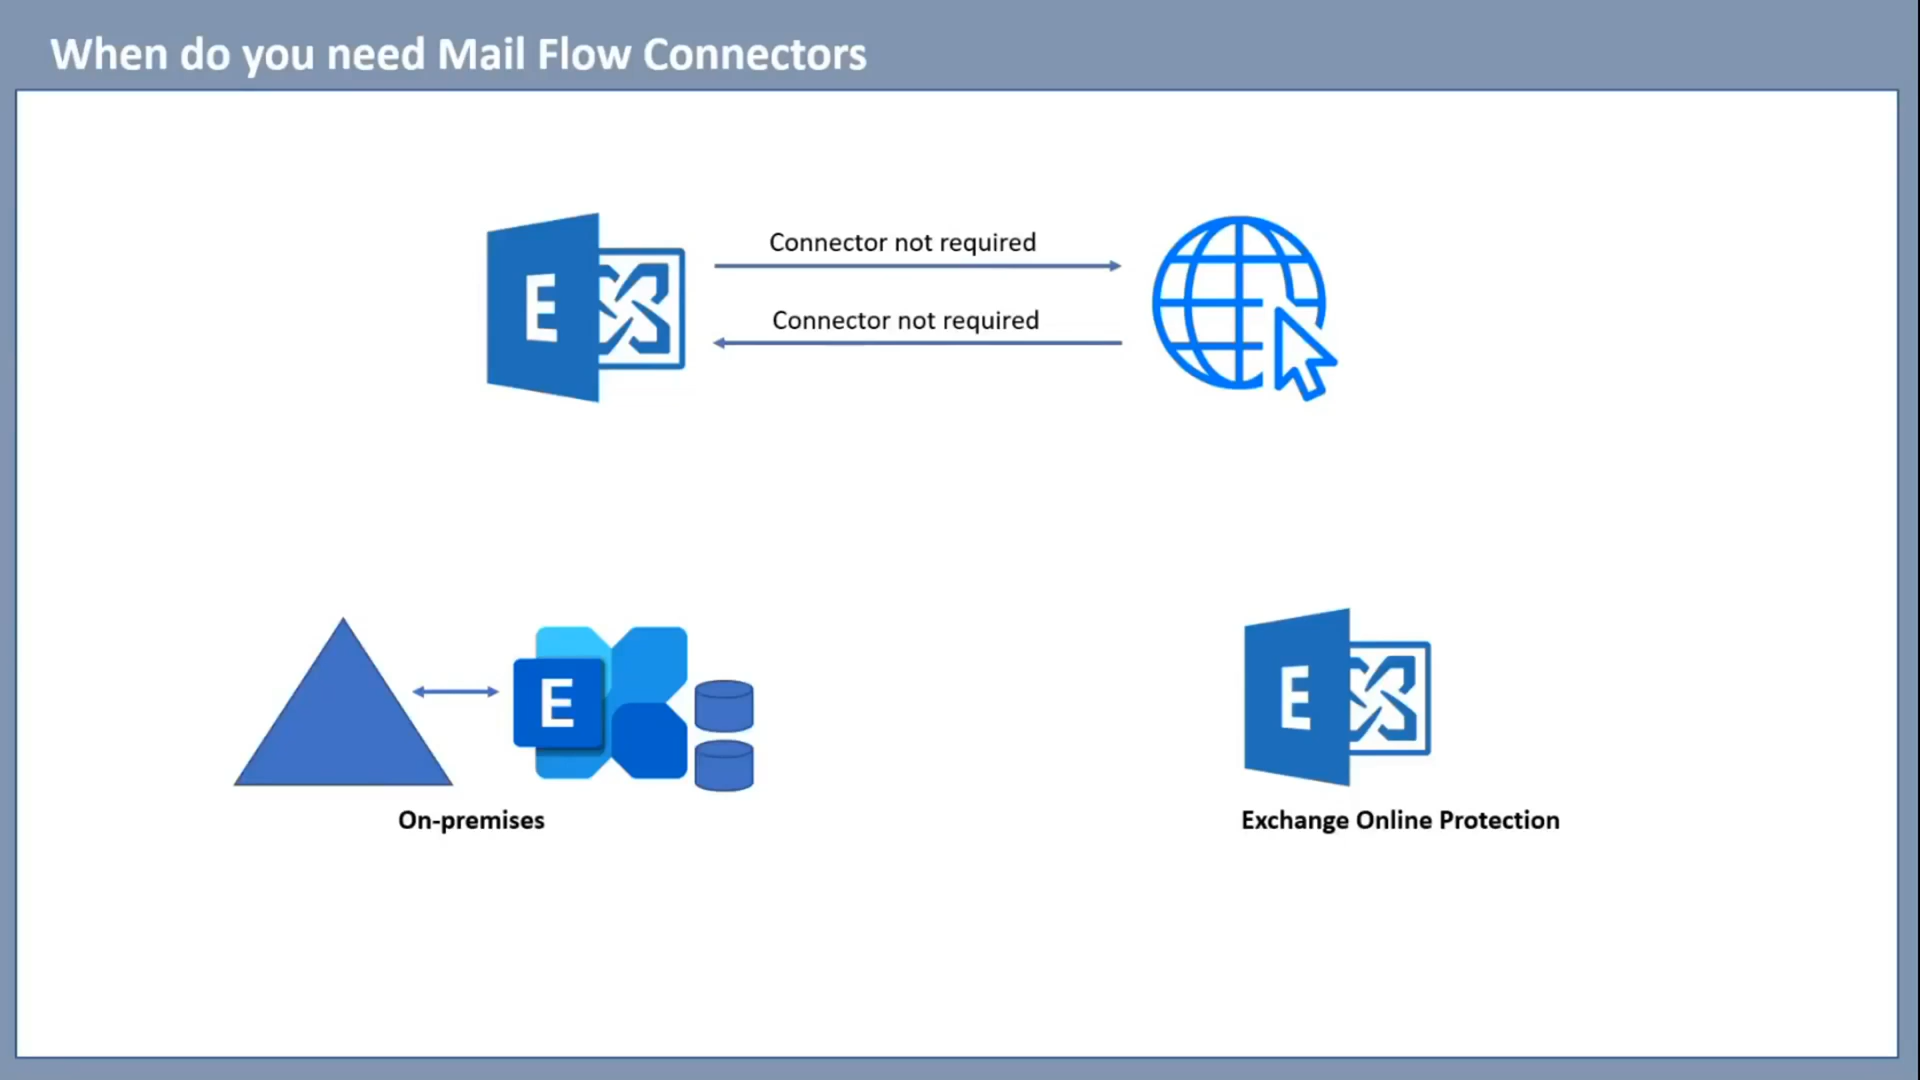 When do you need Mail Flow Connectors
Connector not required
Connector not required
E
E
E
On-premises
Exchange Online Protection